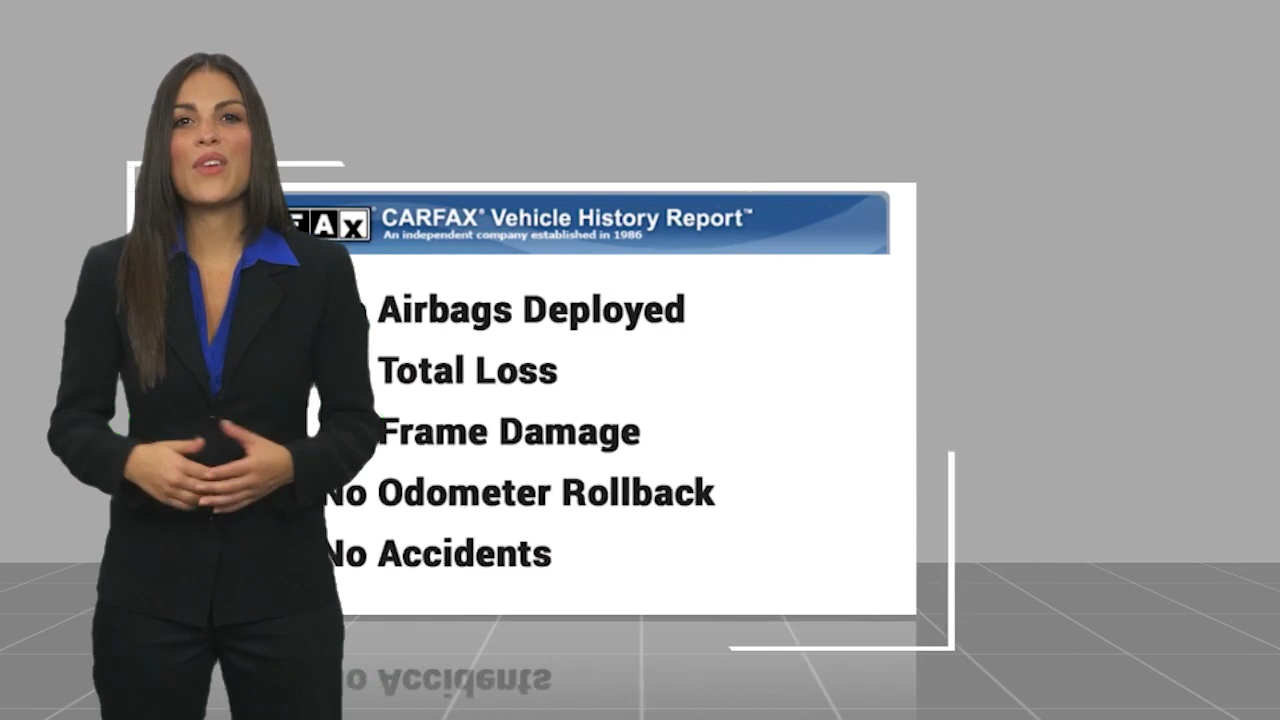 FAX CARFAX® Vehicle History Report™
An independent company established in 1986
Airbags Deployed
Total Loss
Frame Damage
No Odometer Rollback
No Accidents